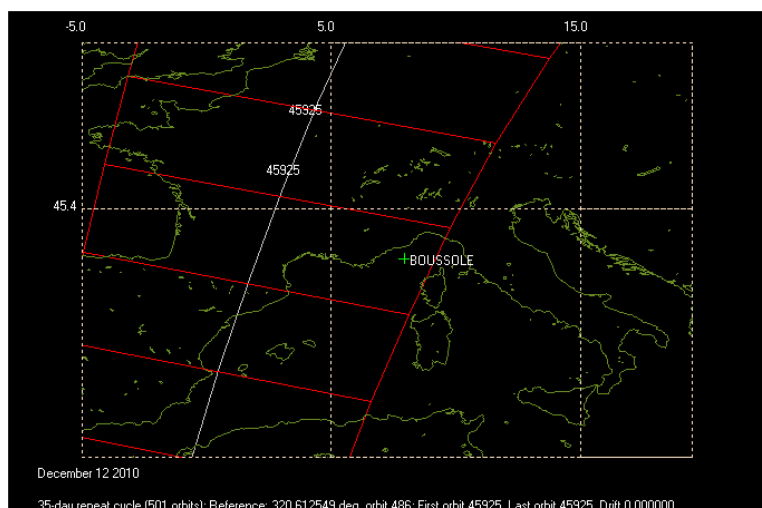 -5.0 5.0 15.0
45925
45925
45.4
BOUSSOLE
December 12 2010
35-day repeat cycle (501 orbits); Reference: 320.612549 deg, orbit 486; First orbit 45925, Last orbit 45925, Drift 0.000000